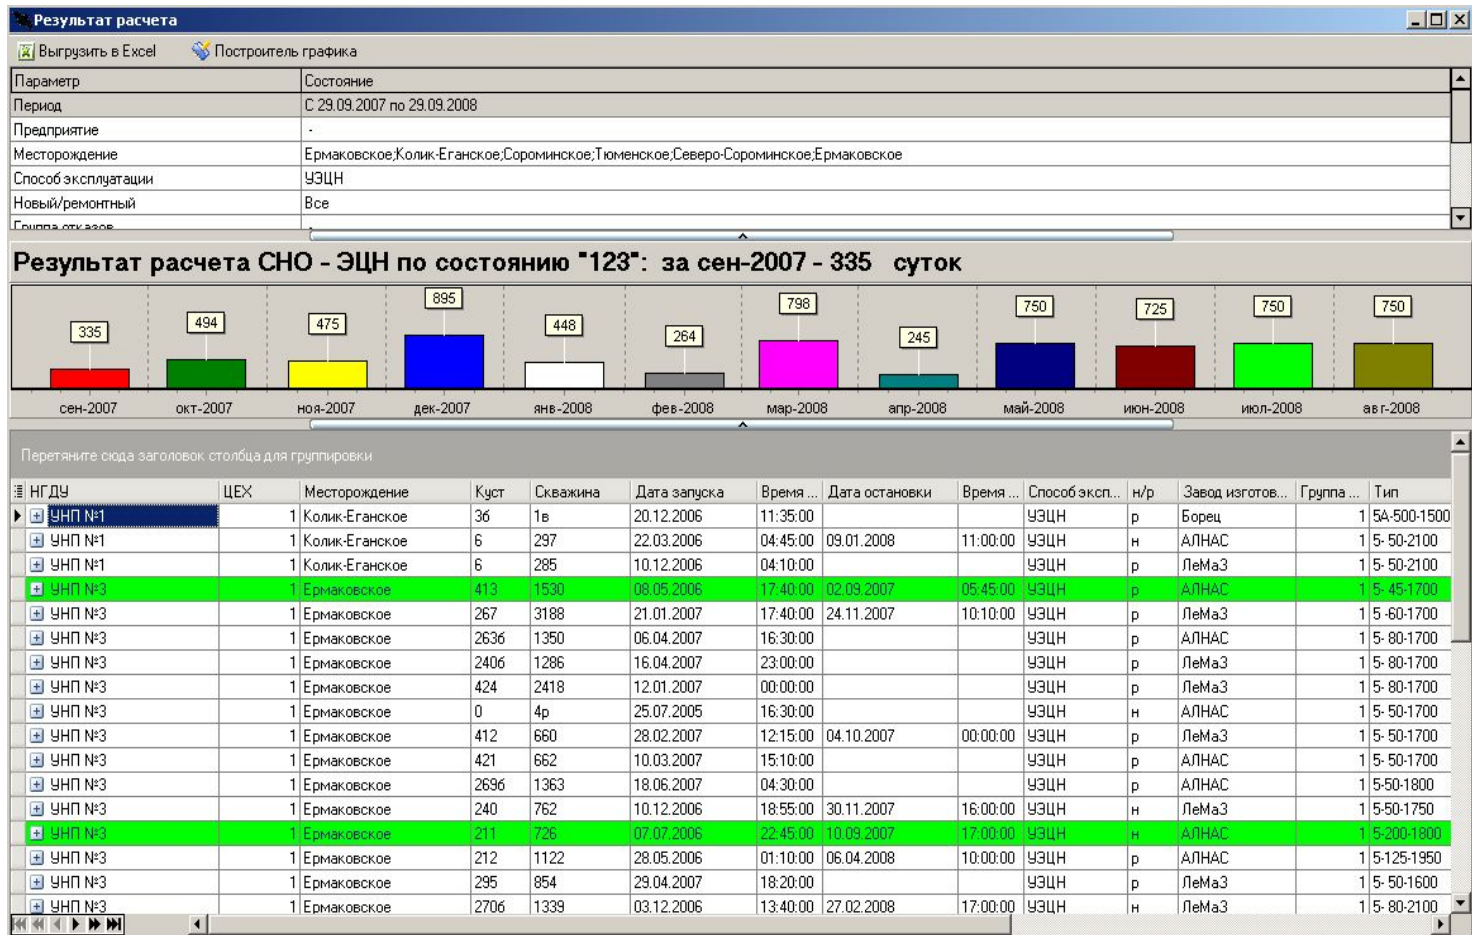 Результат расчета
Выгрузить в Excel Построитель графика
Параметр Состояние
Период С 29.09.2007 по 29.09.2008
Предприятие -
Месторождение Ермаковское;Колик-Еганское;Сороминское;Тюменское;Северо-Сороминское;Ермаковское
Способ эксплуатации УЭЦН
Новый/ремонтный Все
Группа отказов -
Результат расчета СНО - ЭЦН по состоянию "123": за сен-2007 - 335 суток
335 494 475 895 448 264 798 245 750 725 750 750
сен-2007 окт-2007 ноя-2007 дек-2007 янв-2008 фев-2008 мар-2008 апр-2008 май-2008 июн-2008 июл-2008 авг-2008
Перетяните сюда заголовок столбца для группировки
НГДУ ЦЕХ Месторождение Куст Скважина Дата запуска Время ... Дата остановки Время ... Способ эксп... н/р Завод изготов... Группа ... Тип
УНП №1 1 Колик-Еганское 36 1в 20.12.2006 11:35:00 УЭЦН р Борец 1 5А-500-1500
УНП №1 1 Колик-Еганское 6 297 22.03.2006 04:45:00 09.01.2008 11:00:00 УЭЦН н АЛНАС 1 5- 50-2100
УНП №1 1 Колик-Еганское 6 285 10.12.2006 04:10:00 УЭЦН р ЛеМаЗ 1 5- 50-2100
УНП №3 1 Ермаковское 413 1530 08.05.2006 17:40:00 02.09.2007 05:45:00 УЭЦН р АЛНАС 1 5- 45-1700
УНП №3 1 Ермаковское 267 3188 21.01.2007 17:40:00 24.11.2007 10:10:00 УЭЦН р ЛеМаЗ 1 5 -60-1700
УНП №3 1 Ермаковское 263б 1350 06.04.2007 16:30:00 УЭЦН р АЛНАС 1 5- 80-1700
УНП №3 1 Ермаковское 240б 1286 16.04.2007 23:00:00 УЭЦН р ЛеМаЗ 1 5- 80-1700
УНП №3 1 Ермаковское 424 2418 12.01.2007 00:00:00 УЭЦН р ЛеМаЗ 1 5- 80-1700
УНП №3 1 Ермаковское 0 4р 25.07.2005 16:30:00 УЭЦН н АЛНАС 1 5- 50-1700
УНП №3 1 Ермаковское 412 660 28.02.2007 12:15:00 04.10.2007 00:00:00 УЭЦН р ЛеМаЗ 1 5- 50-1700
УНП №3 1 Ермаковское 421 662 10.03.2007 15:10:00 УЭЦН р АЛНАС 1 5- 50-1700
УНП №3 1 Ермаковское 269б 1363 18.06.2007 04:30:00 УЭЦН р АЛНАС 1 5-50-1800
УНП №3 1 Ермаковское 240 762 10.12.2006 18:55:00 30.11.2007 16:00:00 УЭЦН н ЛеМаЗ 1 5-50-1750
УНП №3 1 Ермаковское 211 726 07.07.2006 22:45:00 10.09.2007 17:00:00 УЭЦН н АЛНАС 1 5-200-1800
УНП №3 1 Ермаковское 212 1122 28.05.2006 01:10:00 06.04.2008 10:00:00 УЭЦН р АЛНАС 1 5-125-1950
УНП №3 1 Ермаковское 295 854 29.04.2007 18:20:00 УЭЦН р ЛеМаЗ 1 5- 50-1600
УНП №3 1 Ермаковское 270б 1339 03.12.2006 13:40:00 27.02.2008 17:00:00 УЭЦН н ЛеМаЗ 1 5- 80-2100